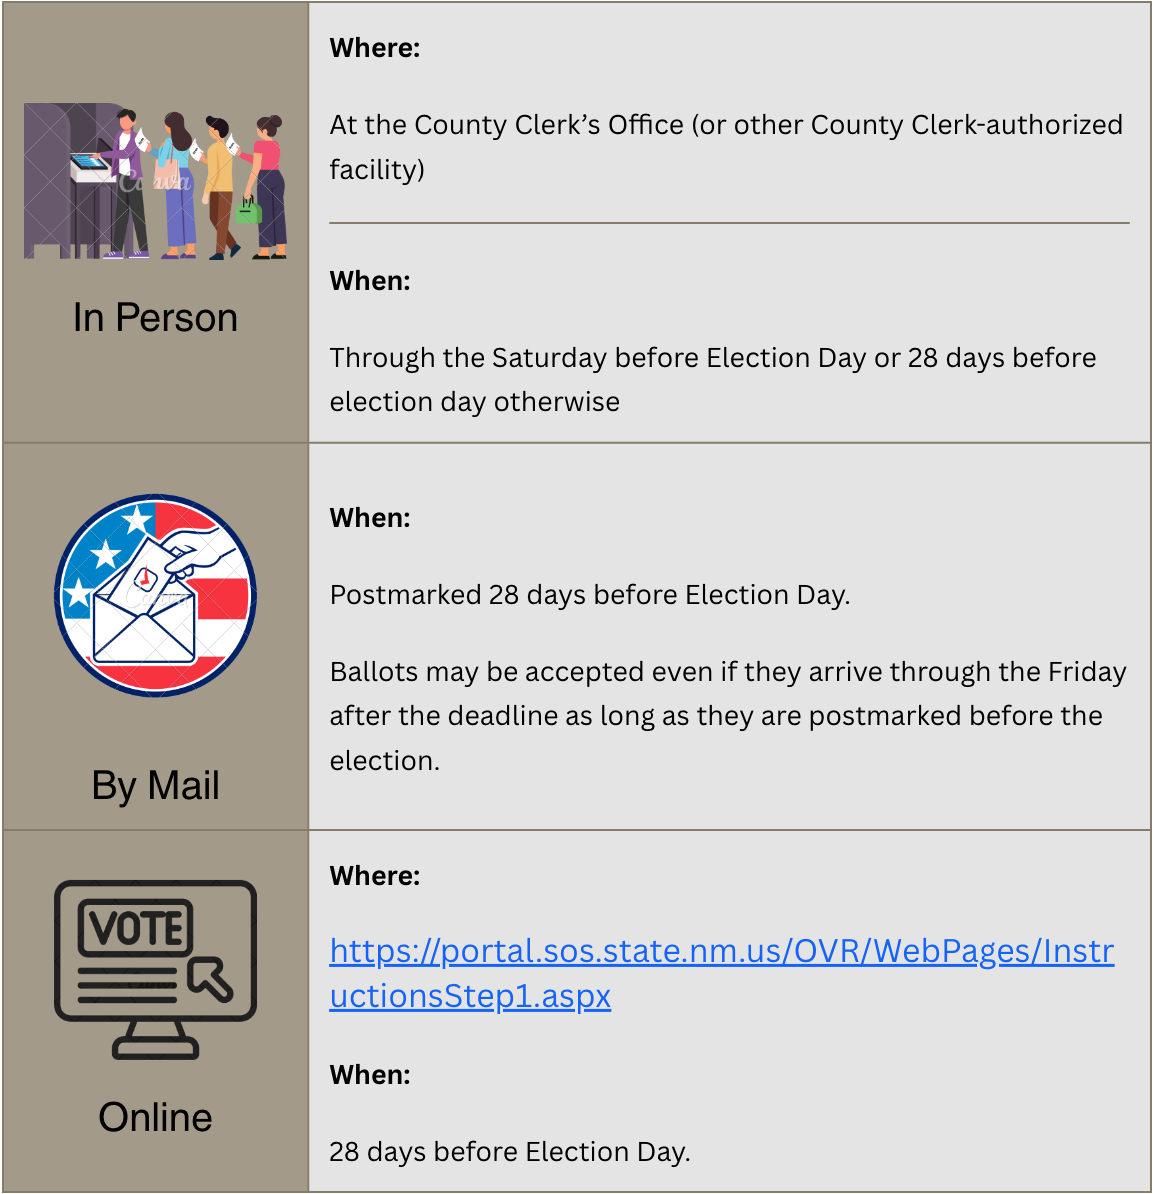 Where:
At the County Clerk’s Office (or other County Clerk-authorized
facility)
When:
In Person
Through the Saturday before Election Day or 28 days before
election day otherwise
When:
Postmarked 28 days before Election Day.
Ballots may be accepted even if they arrive through the Friday
after the deadline as long as they are postmarked before the
election.
By Mail
Where:
VOTE
https://portal.sos.state.nm.us/OVR/WebPages/Instr
uctionsStep1.aspx
When:
Online
28 days before Election Day.